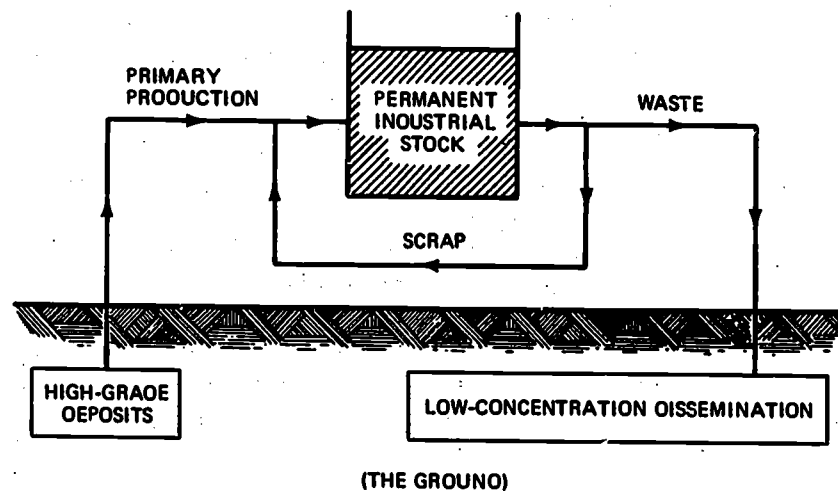 PRIMARY
PROOUCTION
PERMANENT
INOUSTRIAL
STOCK
WASTE
SCRAP
HIGH-GRAOE
OEPOSITS
LOW-CONCENTRATION OISSEMINATION
(THE GROUNO)